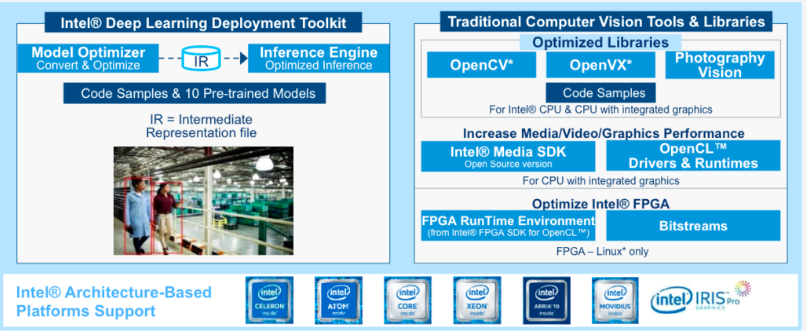 Intel® Deep Learning Deployment Toolkit
Model Optimizer
Convert & Optimize
IR
Inference Engine
Optimized Inference
Code Samples & 10 Pre-trained Models
IR = Intermediate
Representation file
Traditional Computer Vision Tools & Libraries
Optimized Libraries
OpenCV*
OpenVX*
Photography
Vision
Code Samples
For Intel® CPU & CPU with integrated graphics
Increase Media/Video/Graphics Performance
Intel® Media SDK
Open Source version
OpenCL™
Drivers & Runtimes
For CPU with integrated graphics
Optimize Intel® FPGA
FPGA RunTime Environment
(from Intel® FPGA SDK for OpenCL™)
Bitstreams
FPGA – Linux* only
Intel® Architecture-Based
Platforms Support
intel
CELERON®
inside
intel
ATOM
inside
intel
CORE
inside
intel
XEON
inside
intel
ARRIA® 10
inside
intel
MOVIDIUS
inside
intel IRIS Pro
GRAPHICS